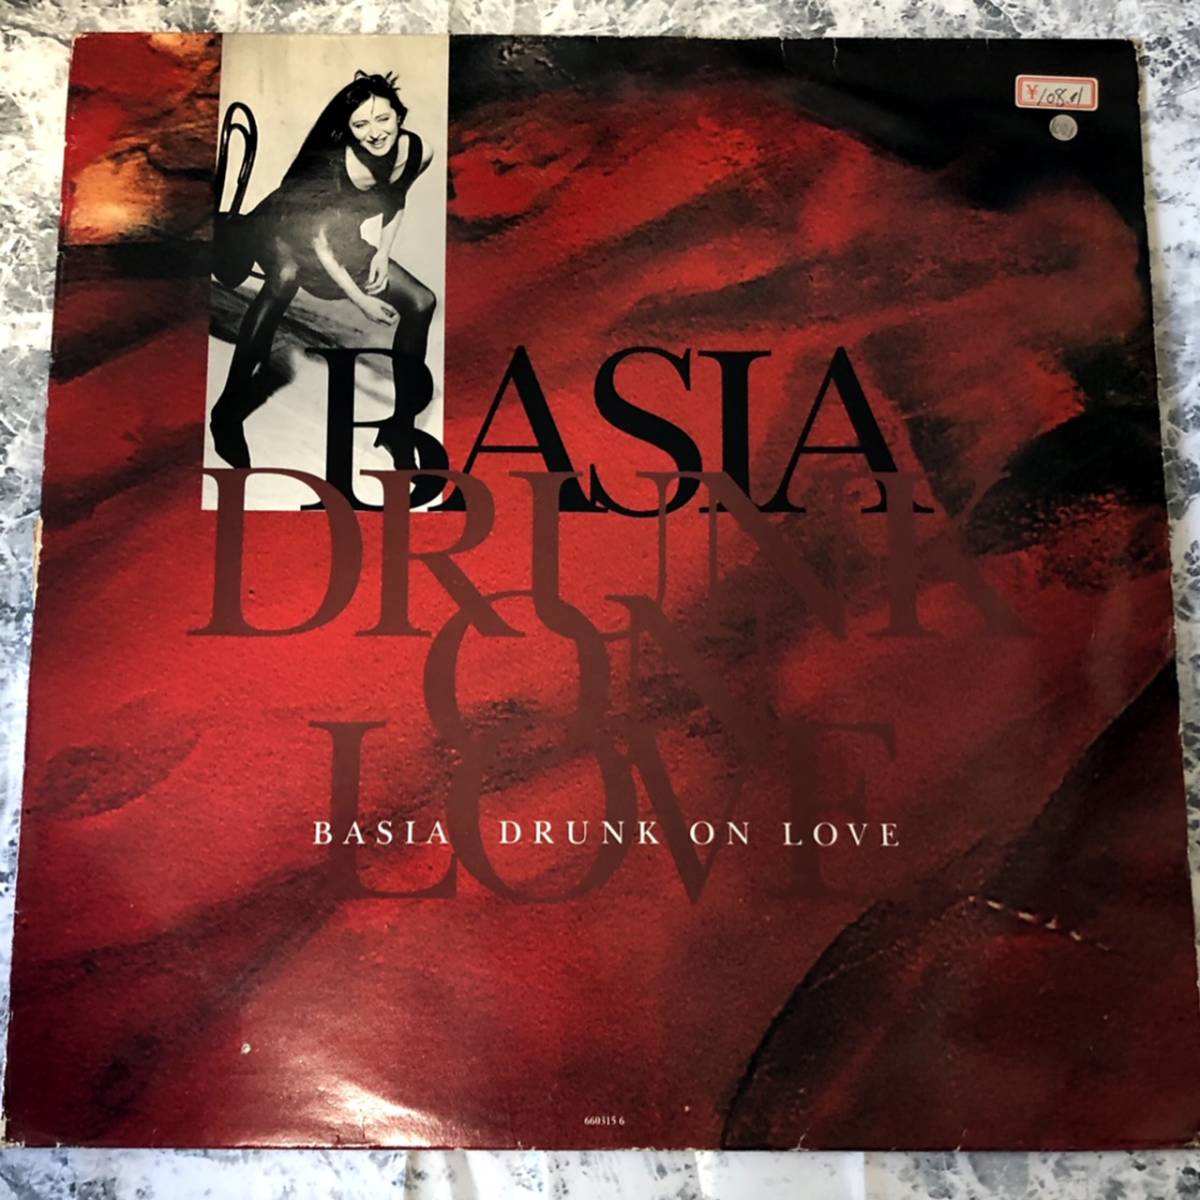 ¥1080
BASIA
DRUNK
ON
LOVE
BASIA DRUNK ON LOVE
660315 6